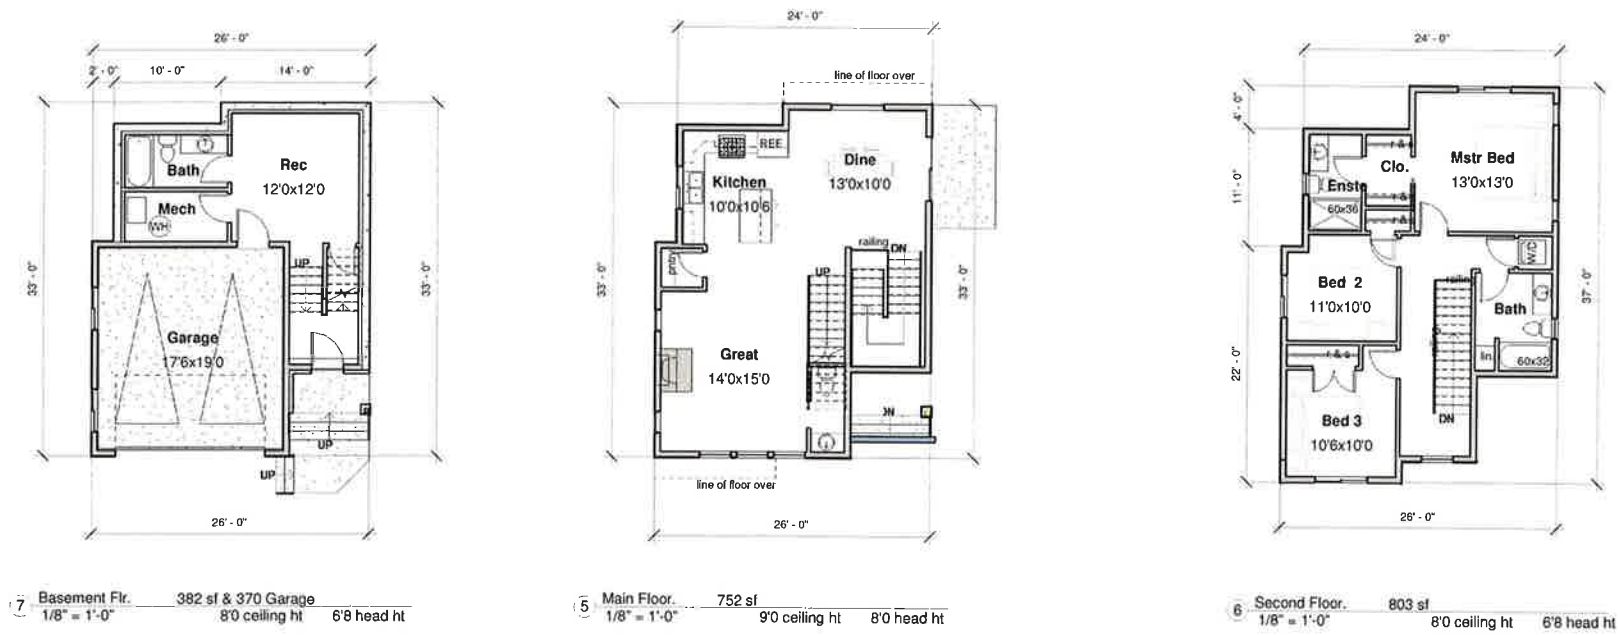 26' - 0"
2' - 0"
10' - 0"
14' - 0"
33' - 0"
33' - 0"
Bath
Rec
12'0x12'0
Mech
WH
UP
Garage
17'6x19'0
UP
UP
26' - 0"
7 Basement Flr. 382 sf & 370 Garage
1/8" = 1'-0" 8'0 ceiling ht 6'8 head ht
24' - 0"
line of floor over
33' - 0"
33' - 0"
REF
Kitchen
10'0x10'6
Dine
13'0x10'0
pntry
railing
DN
UP
Great
14'0x15'0
DN
line of floor over
26' - 0"
5 Main Floor. 752 sf
1/8" = 1'-0" 9'0 ceiling ht 8'0 head ht
24' - 0"
4' - 0"
11' - 0"
22' - 0"
37' - 0"
r & s
Clo.
Mstr Bed
13'0x13'0
Enste
60x36
r & s
r & s
W/D
Bed 2
11'0x10'0
railing
Bath
lin.
60x32
r & s
Bed 3
10'6x10'0
DN
26' - 0"
6 Second Floor. 803 sf
1/8" = 1'-0" 8'0 ceiling ht 6'8 head ht